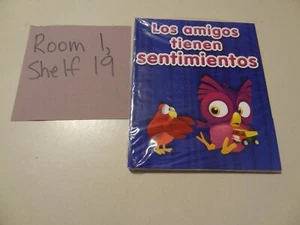 Room 1,
Shelf 19
Los amigos
tienen
sentimientos